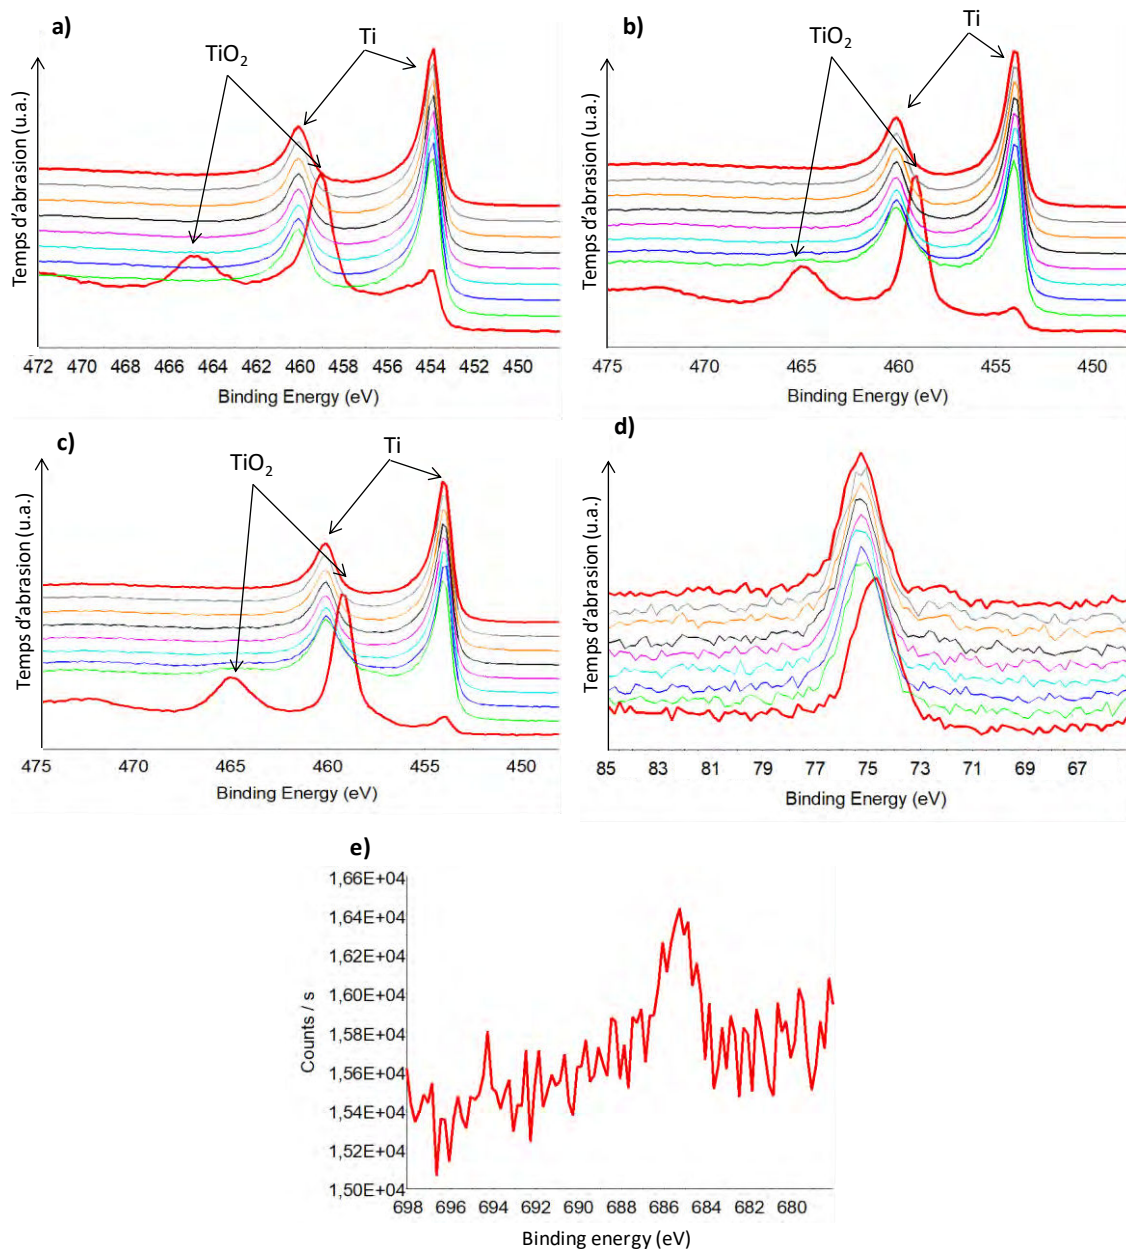 a)
TiO2
Ti
Temps d'abrasion (u.a.)
472 470 468 466 464 462 460 458 456 454 452 450
Binding Energy (eV)
b)
TiO2
Ti
Temps d'abrasion (u.a.)
475 470 465 460 454 450
Binding Energy (eV)
c)
TiO2
Ti
Temps d'abrasion (u.a.)
475 470 465 460 454 450
Binding Energy (eV)
d)
Temps d'abrasion (u.a.)
85 83 81 79 77 75 73 71 69 67
Binding Energy (eV)
e)
1,66E+04
1,64E+04
1,62E+04
1,60E+04
1,58E+04
1,56E+04
1,54E+04
1,52E+04
1,50E+04
Counts / s
698 696 694 692 690 688 686 684 682 680
Binding energy (eV)